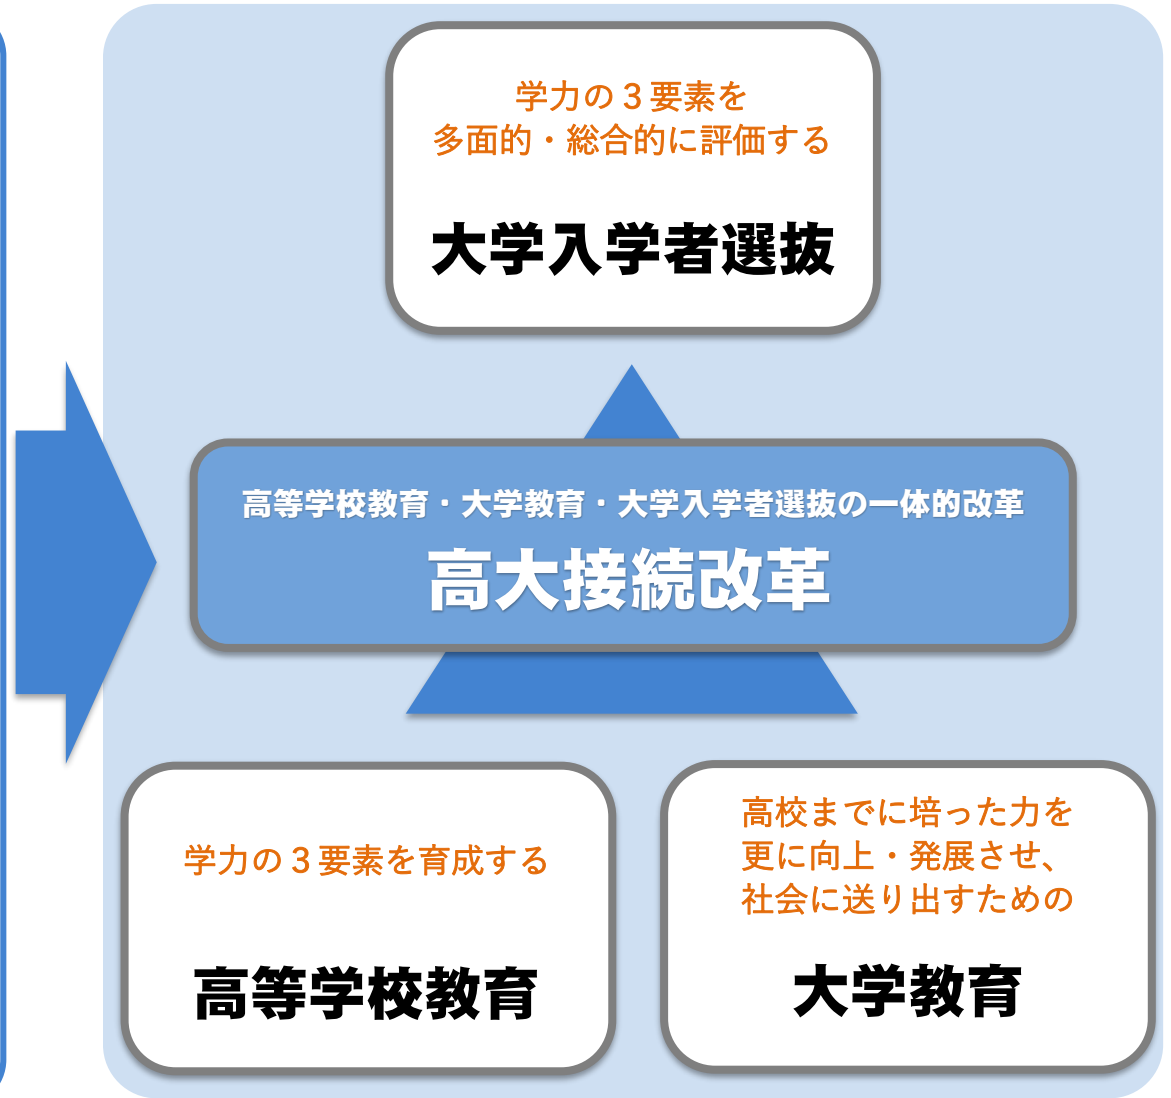 学力の３要素を
多面的・総合的に評価する
大学入学者選抜
高等学校教育・大学教育・大学入学者選抜の一体的改革
高大接続改革
学力の３要素を育成する
高等学校教育
高校までに培った力を
更に向上・発展させ、
社会に送り出すための
大学教育